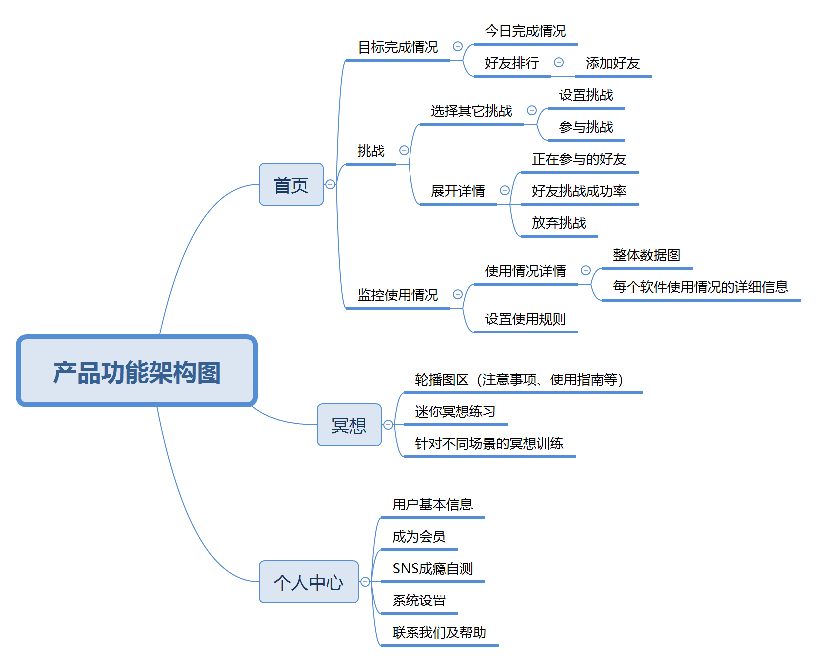 产品功能架构图
首页
目标完成情况
今日完成情况
好友排行
添加好友
挑战
选择其它挑战
设置挑战
参与挑战
展开详情
正在参与的好友
好友挑战成功率
放弃挑战
监控使用情况
使用情况详情
整体数据图
每个软件使用情况的详细信息
设置使用规则
冥想
轮播图区（注意事项、使用指南等）
迷你冥想练习
针对不同场景的冥想训练
个人中心
用户基本信息
成为会员
SNS成瘾自测
系统设置
联系我们及帮助